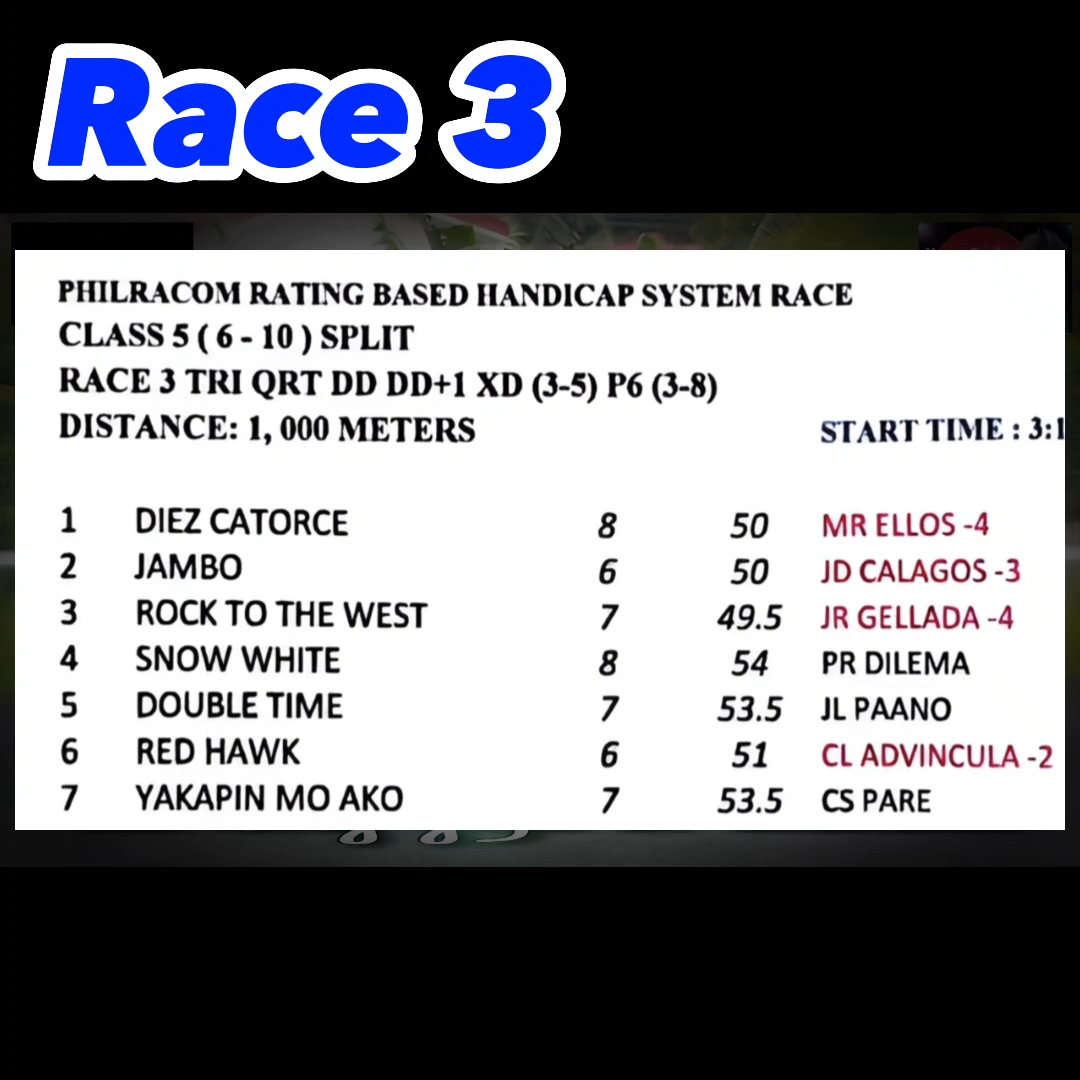 Race 3
PHILRACOM RATING BASED HANDICAP SYSTEM RACE
CLASS 5 ( 6 - 10 ) SPLIT
RACE 3 TRI QRT DD DD+1 XD (3-5) P6 (3-8)
DISTANCE: 1, 000 METERS START TIME : 3:1
1 DIEZ CATORCE 8 50 MR ELLOS -4
2 JAMBO 6 50 JD CALAGOS -3
3 ROCK TO THE WEST 7 49.5 JR GELLADA -4
4 SNOW WHITE 8 54 PR DILEMA
5 DOUBLE TIME 7 53.5 JL PAANO
6 RED HAWK 6 51 CL ADVINCULA -2
7 YAKAPIN MO AKO 7 53.5 CS PARE